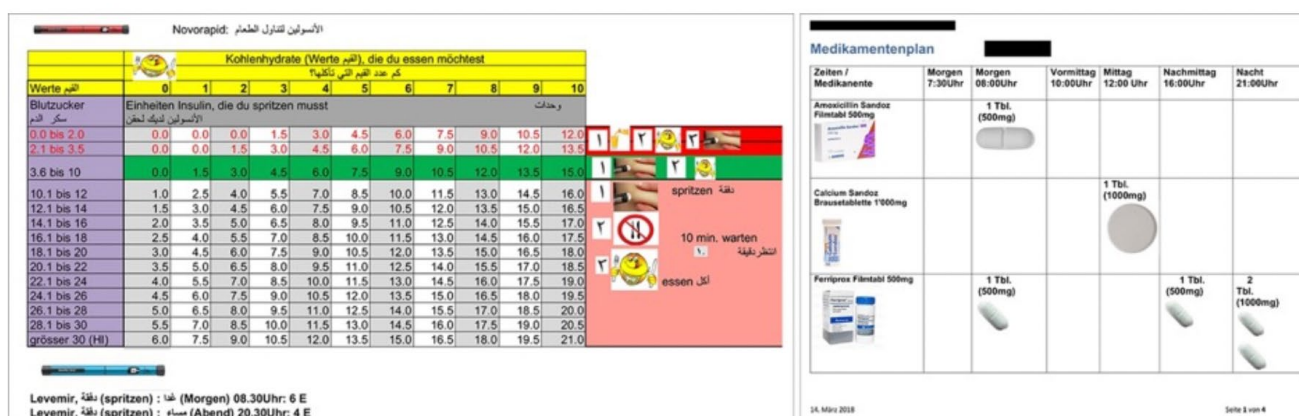 Novorapid: الأنسولين لتناول الطعام
Kohlenhydrate (Werte القيم), die du essen möchtest
كم عدد القيم التي تأكلها؟
Werte القيم 0 1 2 3 4 5 6 7 8 9 10
Blutzucker Einheiten Insulin, die du spritzen musst وحدات
سكر الدم الأنسولين لديك لحقن
0.0 bis 2.0 0.0 0.0 0.0 1.5 3.0 4.5 6.0 7.5 9.0 10.5 12.0
2.1 bis 3.5 0.0 0.0 1.5 3.0 4.5 6.0 7.5 9.0 10.5 12.0 13.5
١ ٢ ٣
3.6 bis 10 0.0 1.5 3.0 4.5 6.0 7.5 9.0 10.5 12.0 13.5 15.0
١ ٢
10.1 bis 12 1.0 2.5 4.0 5.5 7.0 8.5 10.0 11.5 13.0 14.5 16.0
12.1 bis 14 1.5 3.0 4.5 6.0 7.5 9.0 10.5 12.0 13.5 15.0 16.5
14.1 bis 16 2.0 3.5 5.0 6.5 8.0 9.5 11.0 12.5 14.0 15.5 17.0
16.1 bis 18 2.5 4.0 5.5 7.0 8.5 10.0 11.5 13.0 14.5 16.0 17.5
18.1 bis 20 3.0 4.5 6.0 7.5 9.0 10.5 12.0 13.5 15.0 16.5 18.0
20.1 bis 22 3.5 5.0 6.5 8.0 9.5 11.0 12.5 14.0 15.5 17.0 18.5
22.1 bis 24 4.0 5.5 7.0 8.5 10.0 11.5 13.0 14.5 16.0 17.5 19.0
24.1 bis 26 4.5 6.0 7.5 9.0 10.5 12.0 13.5 15.0 16.5 18.0 19.5
26.1 bis 28 5.0 6.5 8.0 9.5 11.0 12.5 14.0 15.5 17.0 18.5 20.0
28.1 bis 30 5.5 7.0 8.5 10.0 11.5 13.0 14.5 16.0 17.5 19.0 20.5
grösser 30 (HI) 6.0 7.5 9.0 10.5 12.0 13.5 15.0 16.5 18.0 19.5 21.0
١ spritzen دفقة
٢ 10 min. warten
انتظر دقيقة ١٠
٣ essen أكل
Levemir, دفقة (spritzen) : غدا (Morgen) 08.30Uhr: 6 E
Levemir, دفقة (spritzen) : مساء (Abend) 20.30Uhr: 4 E
Medikamentenplan
Zeiten / Morgen Morgen Vormittag Mittag Nachmittag Nacht
Medikanente 7:30Uhr 08:00Uhr 10:00Uhr 12:00 Uhr 16:00Uhr 21:00Uhr
Amoxicillin Sandoz 1 Tbl.
Filmtabl 500mg (500mg)
Calcium Sandoz 1 Tbl.
Brausetablette 1'000mg (1000mg)
Ferriprox Filmtabl 500mg 1 Tbl. 1 Tbl. 2
(500mg) (500mg) Tbl.
(1000mg)
14. März 2018 Seite 1 von 4